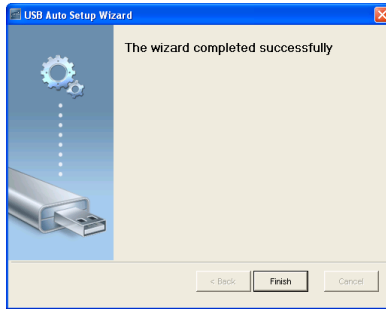 USB Auto Setup Wizard
The wizard completed successfully
< Back Finish Cancel